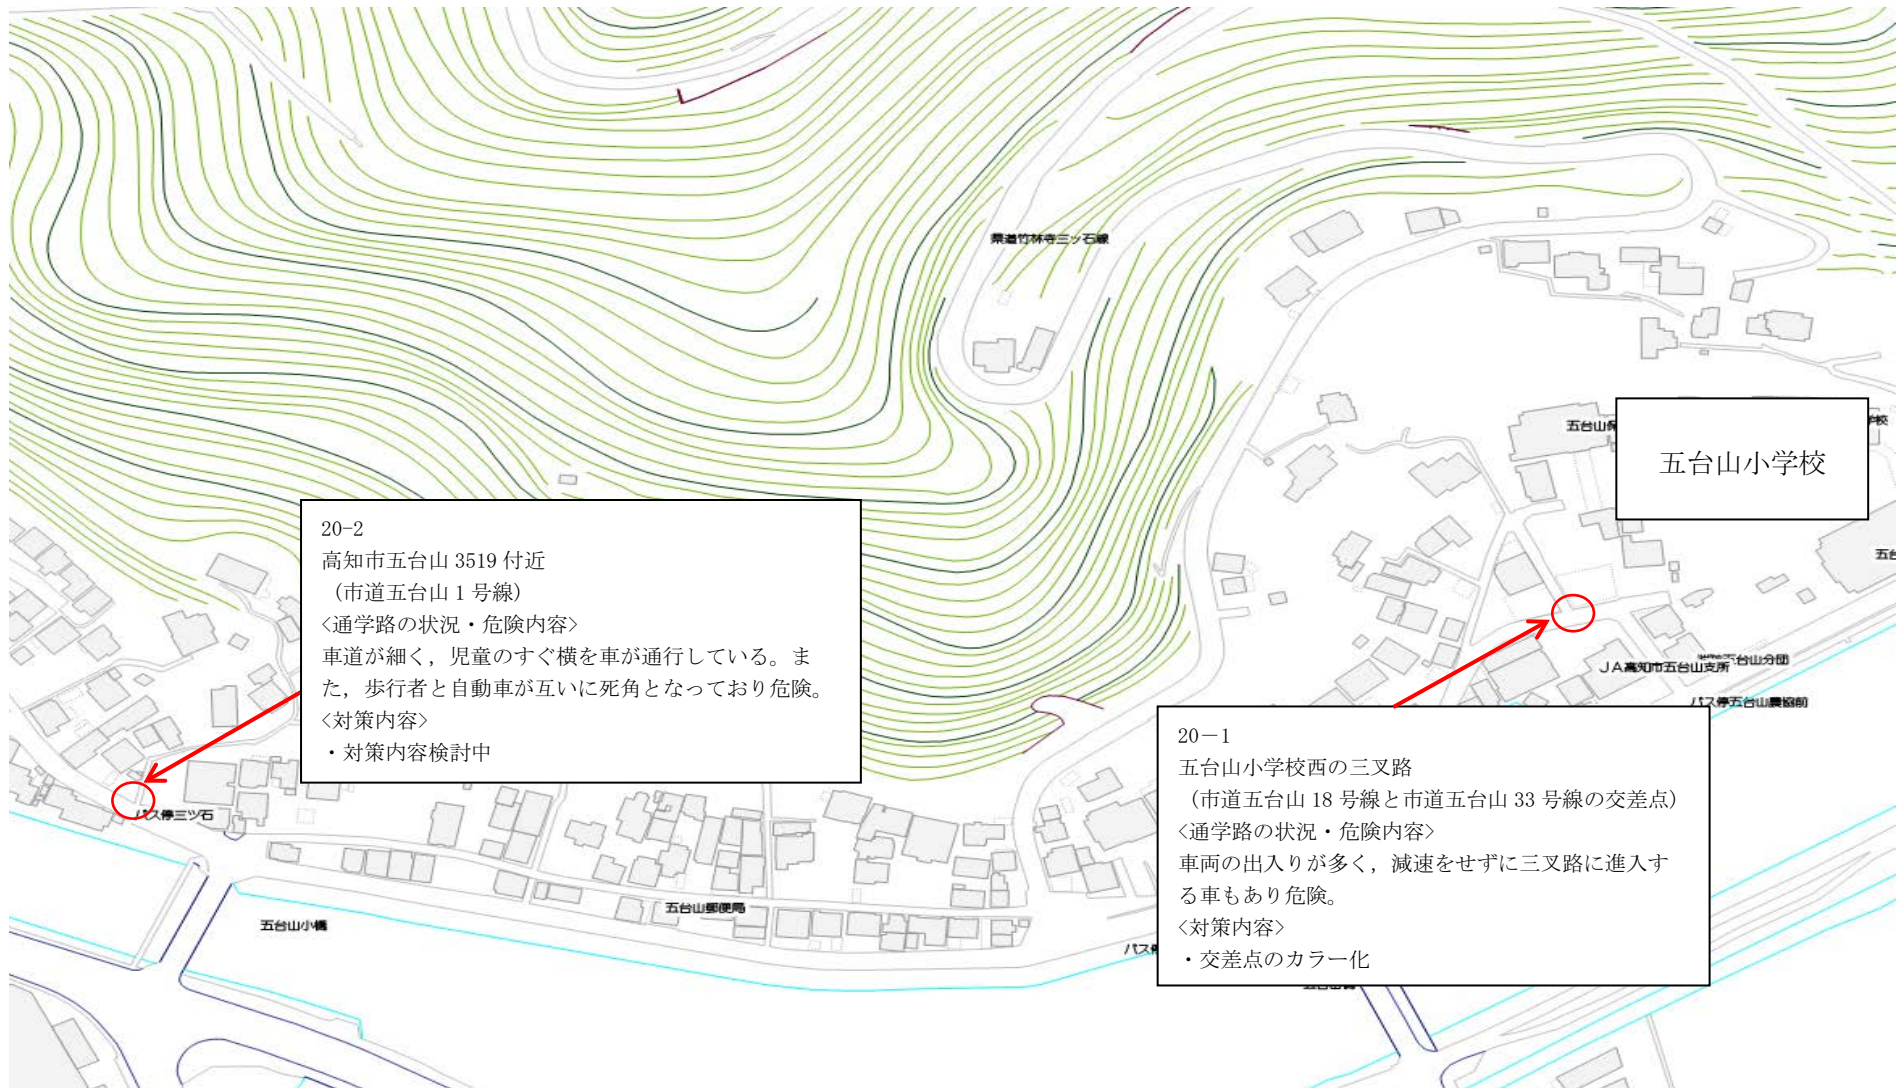 県道竹林寺三ッ石線
五台山小学校
20-2
高知市五台山 3519 付近
（市道五台山 1 号線）
<通学路の状況・危険内容>
車道が細く，児童のすぐ横を車が通行している。ま
た，歩行者と自動車が互いに死角となっており危険。
<対策内容>
・対策内容検討中
ＪＡ高知市五台山支所
バス停五台山農協前
20－1
五台山小学校西の三叉路
（市道五台山 18 号線と市道五台山 33 号線の交差点）
<通学路の状況・危険内容>
車両の出入りが多く，減速をせずに三叉路に進入す
る車もあり危険。
<対策内容>
・交差点のカラー化
バス停三ツ石
五台山郵便局
五台山小橋